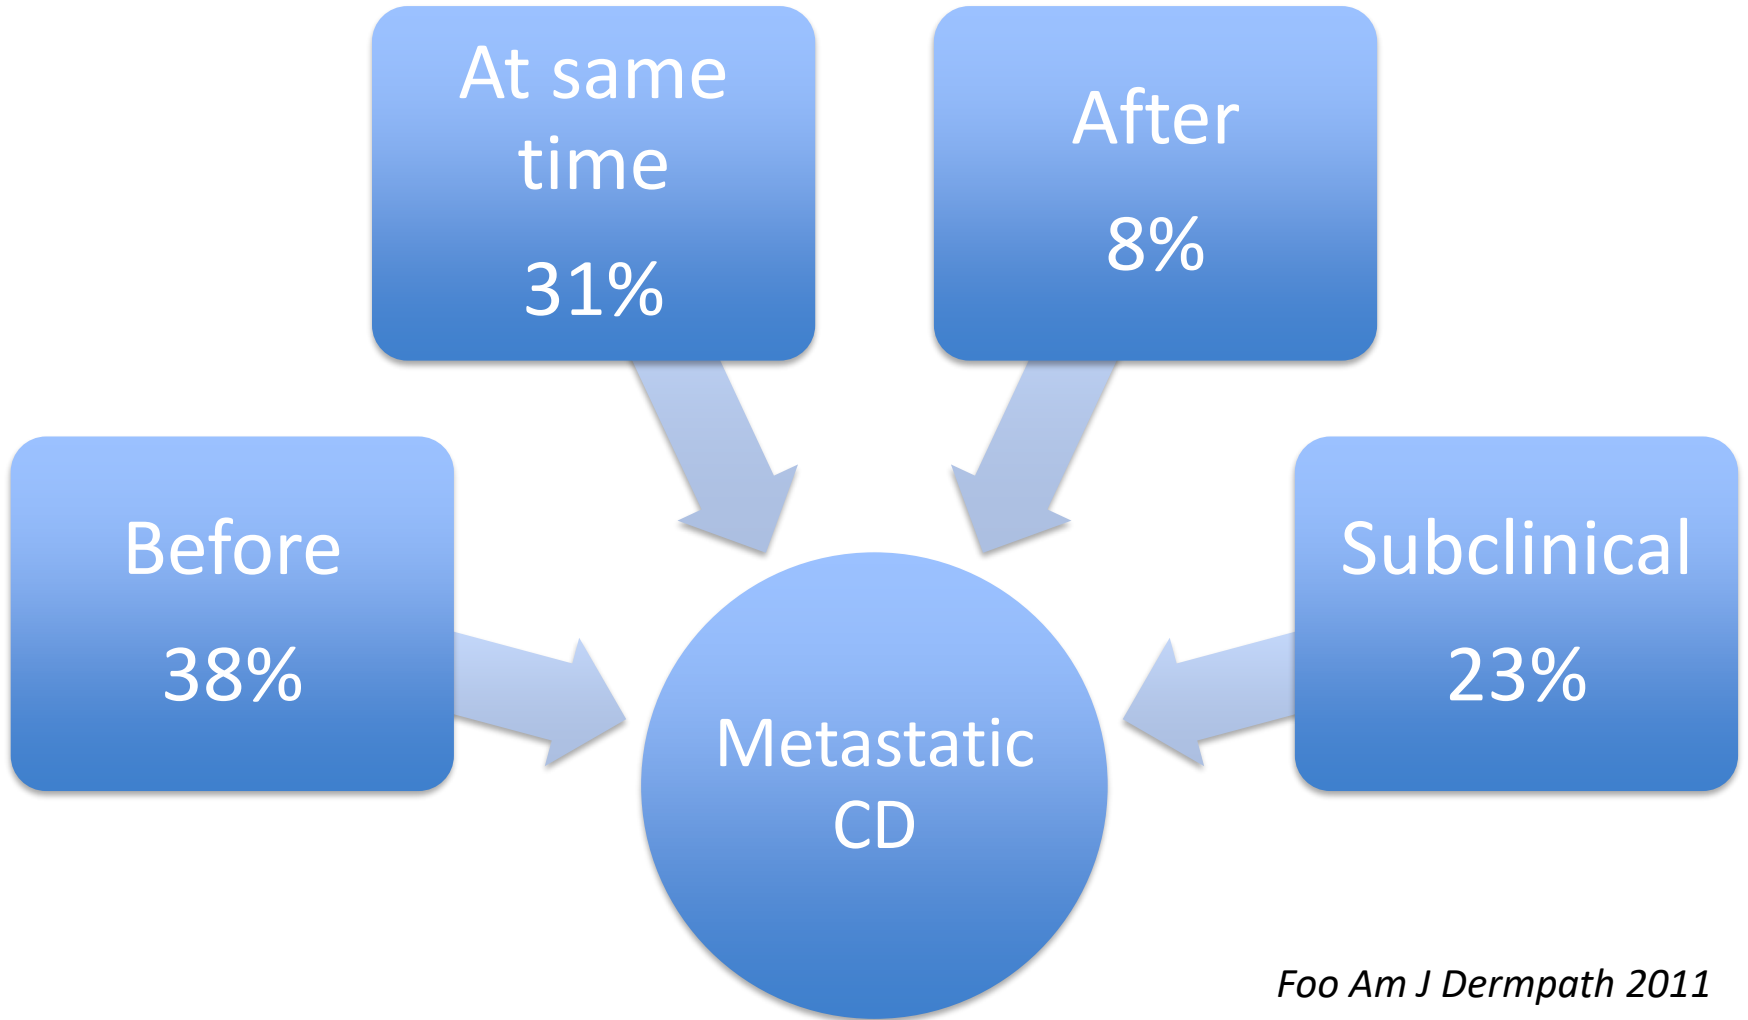 At same
time
31%
After
8%
Before
38%
Subclinical
23%
Metastatic
CD
Foo Am J Dermpath 2011